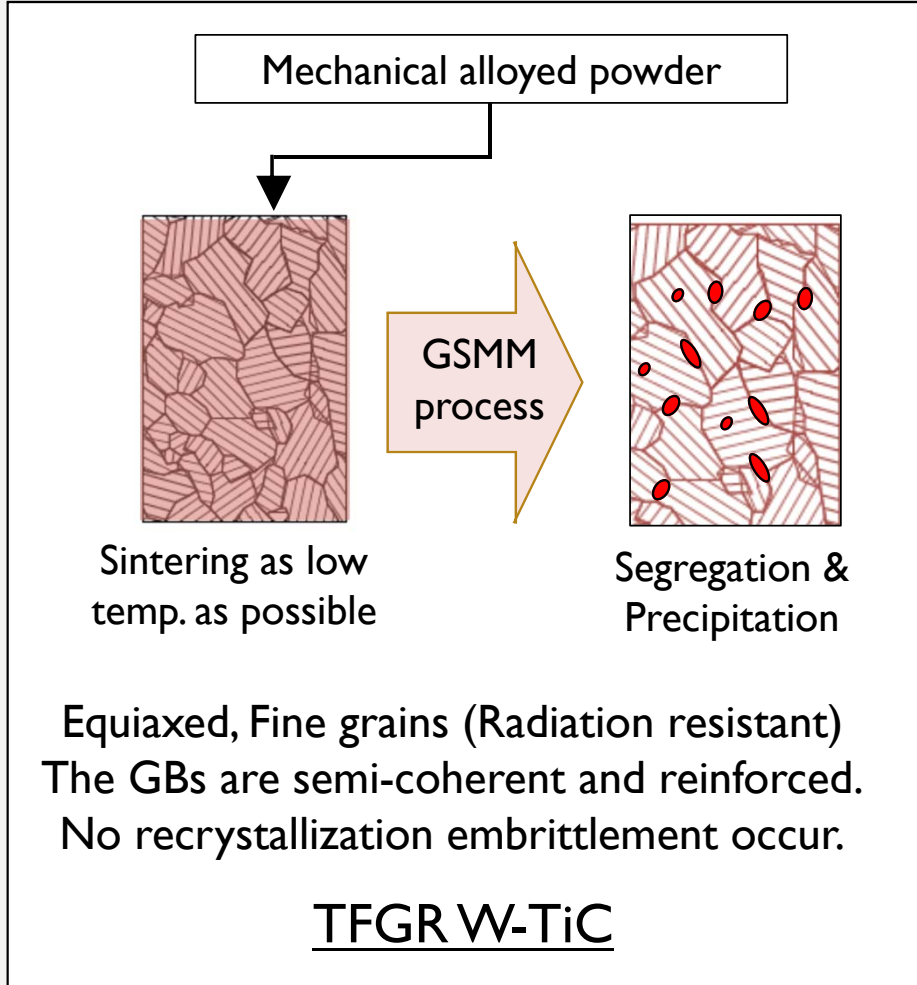 Mechanical alloyed powder
GSMM
process
Sintering as low
temp. as possible
Segregation &
Precipitation
Equiaxed, Fine grains (Radiation resistant)
The GBs are semi-coherent and reinforced.
No recrystallization embrittlement occur.
TFGR W-TiC